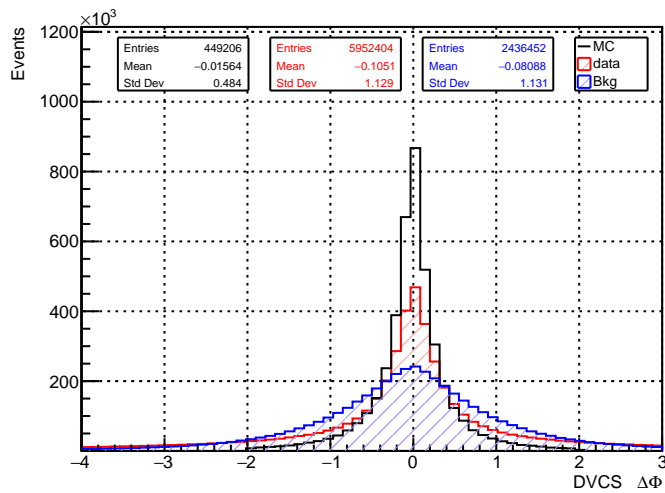 ×10³
Events
1200
1000
800
600
400
200
Entries 449206
Mean −0.01564
Std Dev 0.484
Entries 5952404
Mean −0.1051
Std Dev 1.129
Entries 2436452
Mean −0.08088
Std Dev 1.131
MC
data
Bkg
−4 −3 −2 −1 0 1 2 3
DVCS ΔΦ